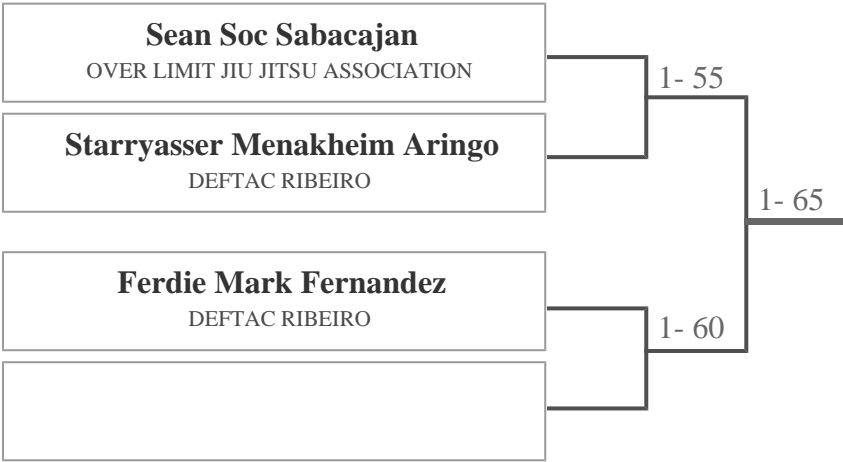 Sean Soc Sabacajan
OVER LIMIT JIU JITSU ASSOCIATION
1- 55
Starryasser Menakheim Aringo
DEFTAC RIBEIRO
1- 65
Ferdie Mark Fernandez
DEFTAC RIBEIRO
1- 60